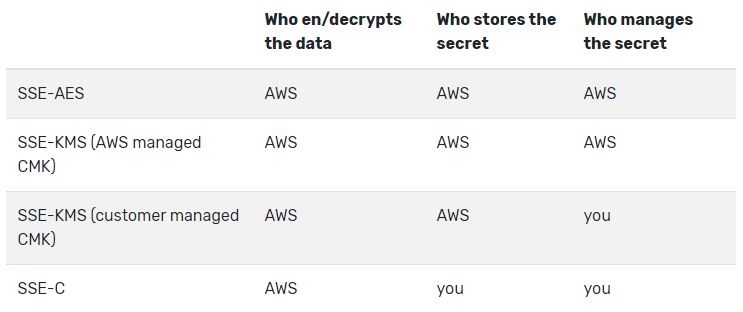 Who en/decrypts the data Who stores the secret Who manages the secret
SSE-AES AWS AWS AWS
SSE-KMS (AWS managed CMK) AWS AWS AWS
SSE-KMS (customer managed CMK) AWS AWS you
SSE-C AWS you you